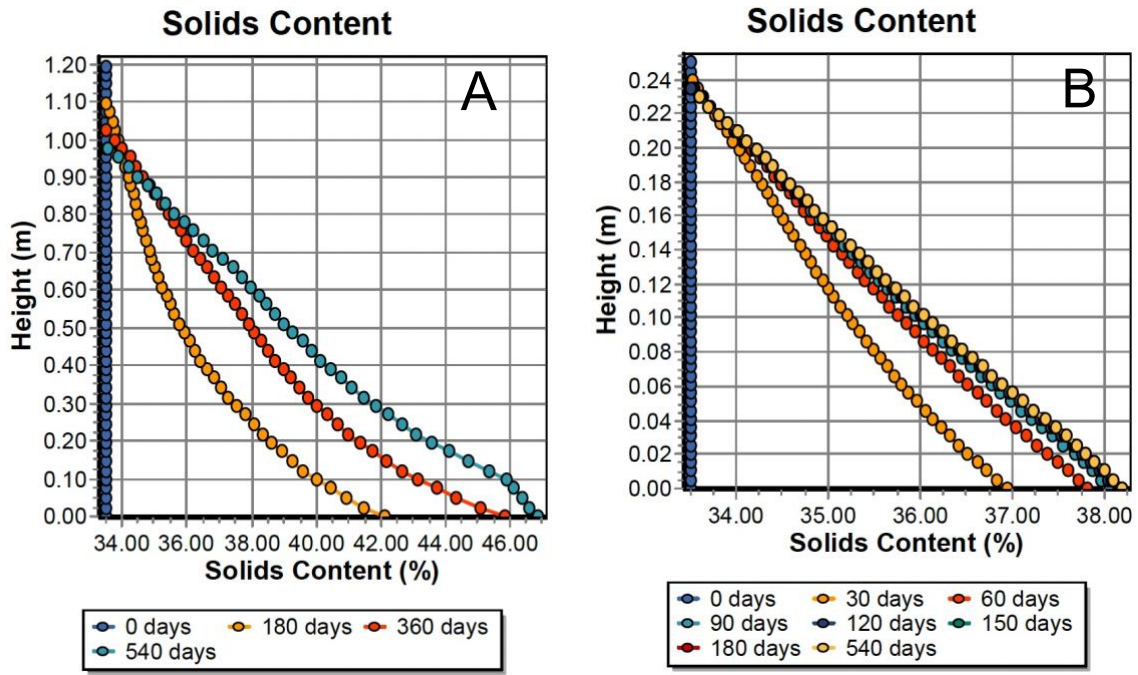 Solids Content
A
Height (m)
1.20
1.10
1.00
0.90
0.80
0.70
0.60
0.50
0.40
0.30
0.20
0.10
0.00
34.00 36.00 38.00 40.00 42.00 44.00 46.00
Solids Content (%)
0 days 180 days 360 days
540 days
Solids Content
B
Height (m)
0.24
0.22
0.20
0.18
0.16
0.14
0.12
0.10
0.08
0.06
0.04
0.02
0.00
34.00 35.00 36.00 37.00 38.00
Solids Content (%)
0 days 30 days 60 days
90 days 120 days 150 days
180 days 540 days